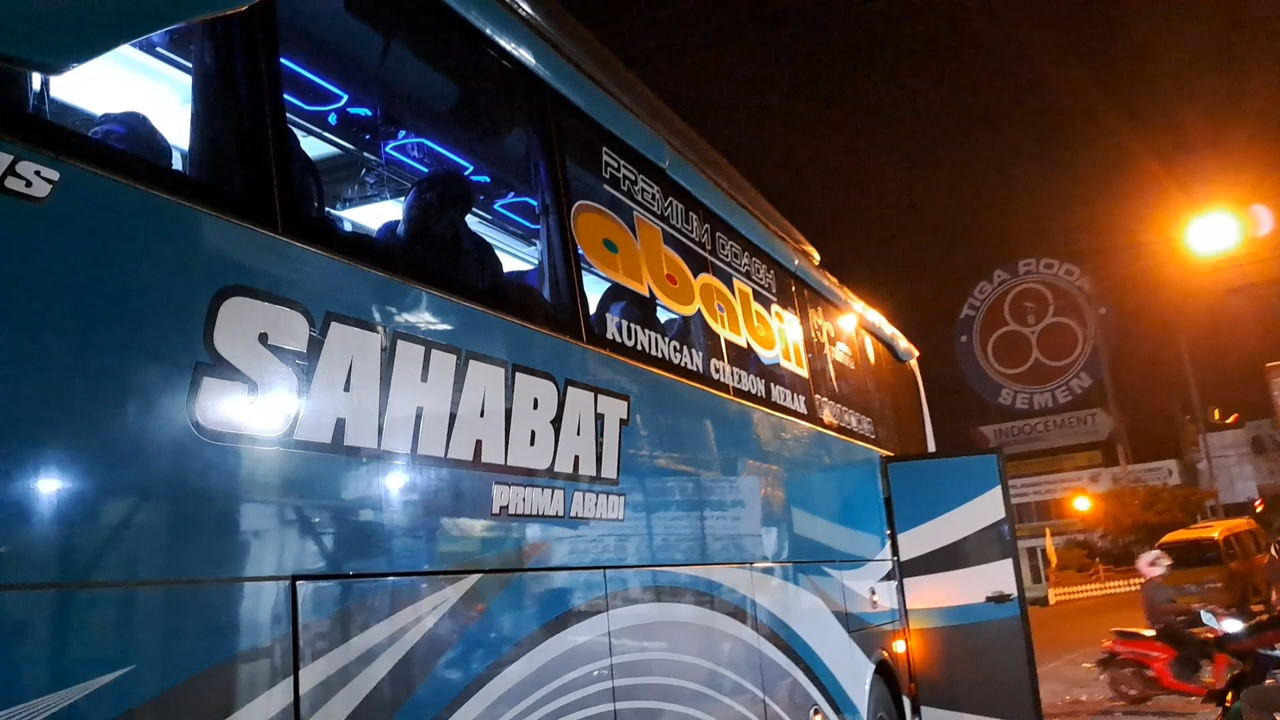 PREMIUM COACH
ababil
KUNINGAN CIREBON MERAK
SAHABAT
PRIMA ABADI
TIGA RODA
SEMEN
INDOCEMENT